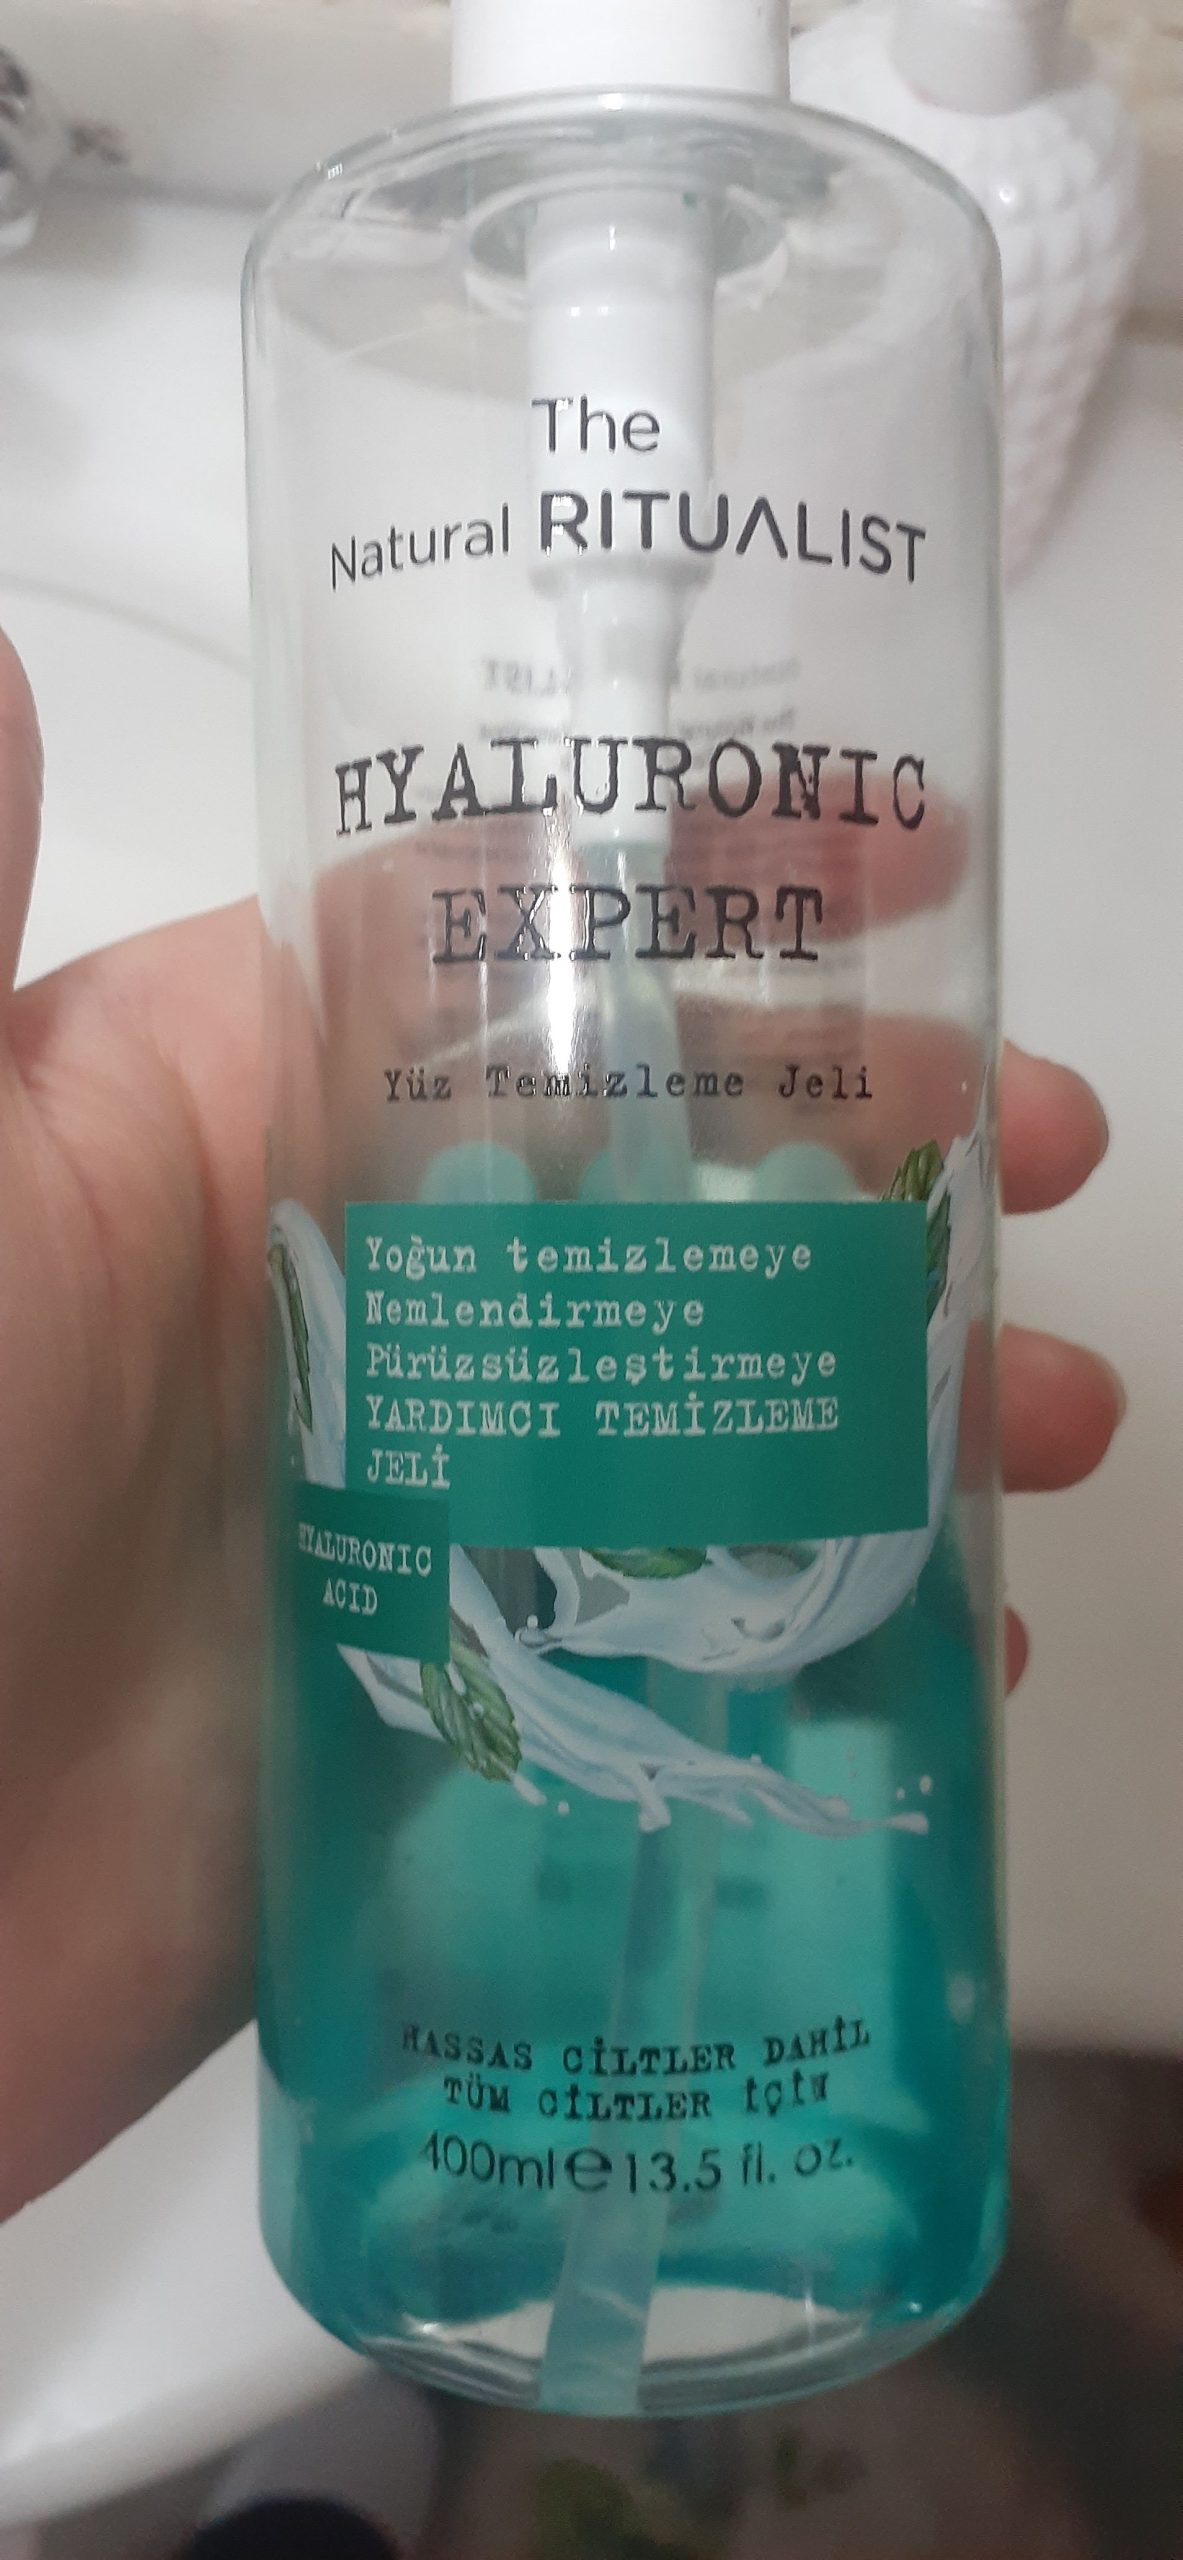 The
Natural RITUALIST
HYALURONIC
EXPERT
Yüz Temizleme Jeli
Yoğun temizlemeye
Nemlendirmeye
Pürüzsüzleştirmeye
YARDIMCI TEMİZLEME
JELİ
HYALURONIC
ACID
HASSAS CİLTLER DAHİL
TÜM CİLTLER için
400ml e 13.5 fl. oz.